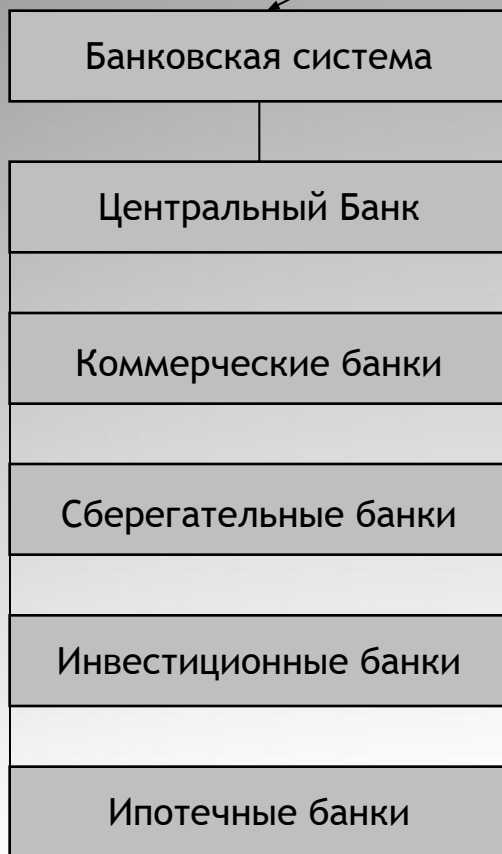 Банковская система
Центральный Банк
Коммерческие банки
Сберегательные банки
Инвестиционные банки
Ипотечные банки